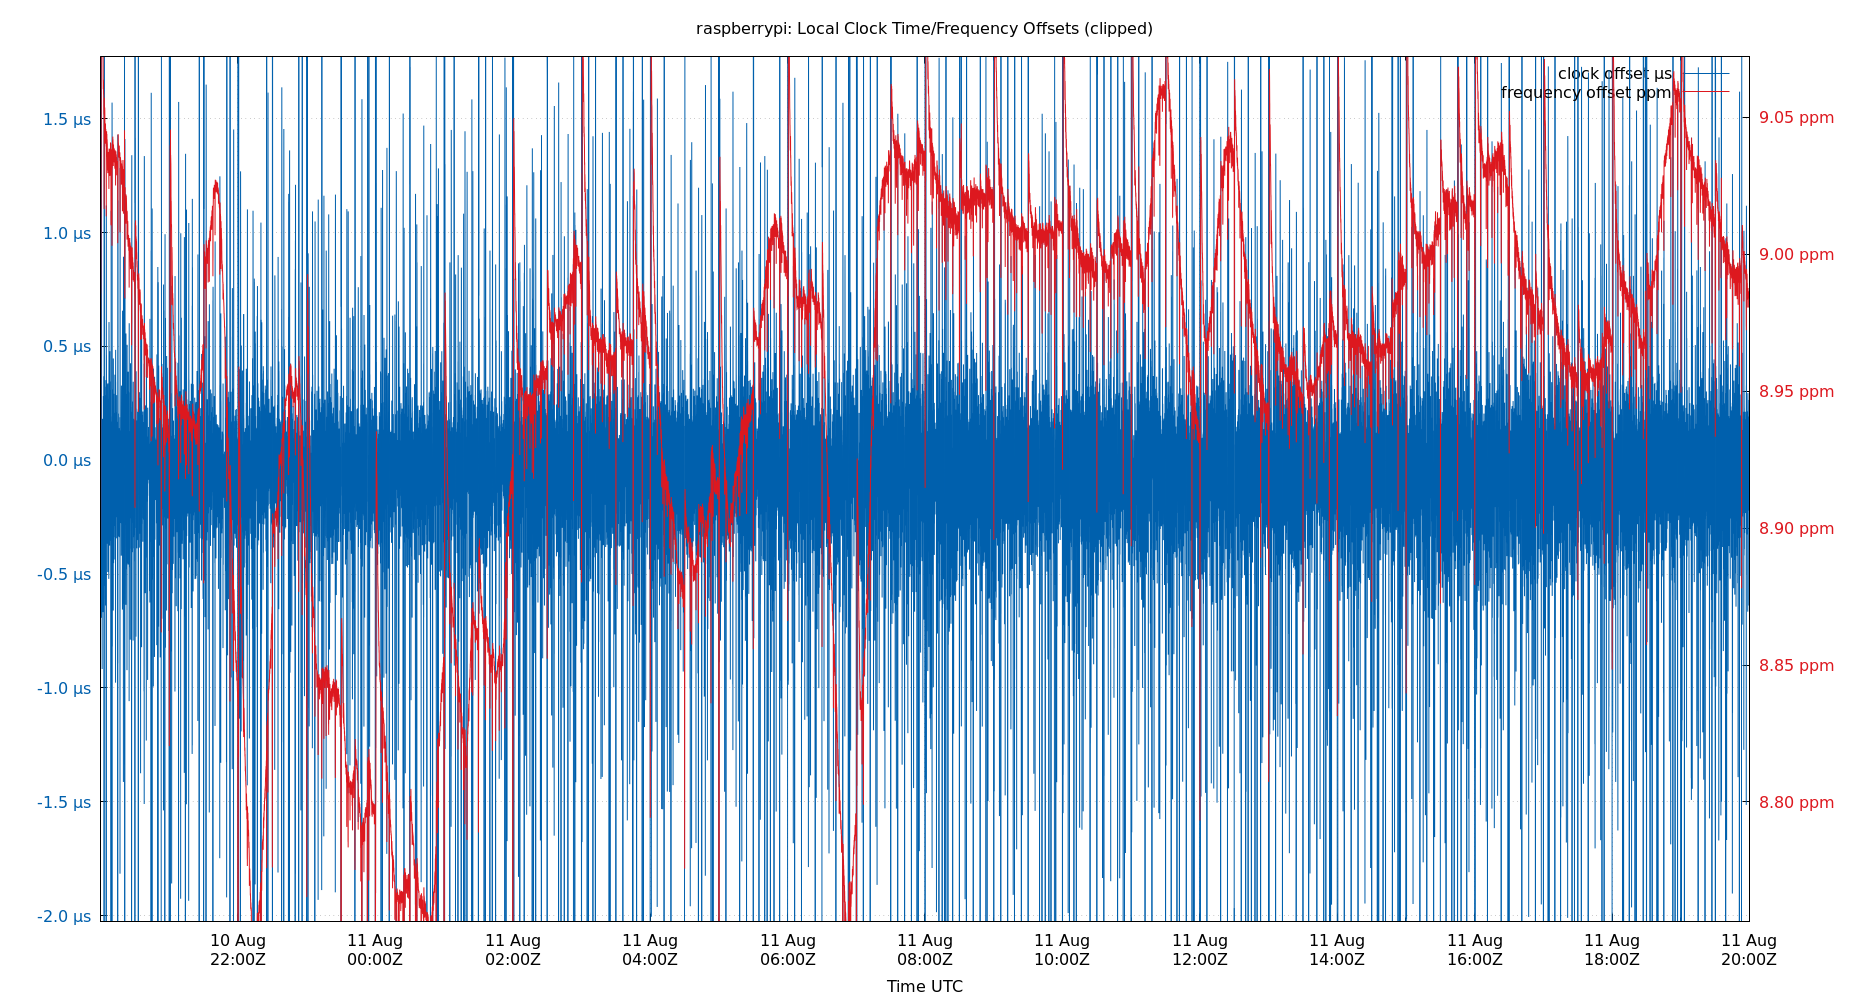 raspberrypi: Local Clock Time/Frequency Offsets (clipped)
clock offset µs
frequency offset ppm
1.5 µs
1.0 µs
0.5 µs
0.0 µs
-0.5 µs
-1.0 µs
-1.5 µs
-2.0 µs
9.05 ppm
9.00 ppm
8.95 ppm
8.90 ppm
8.85 ppm
8.80 ppm
10 Aug 11 Aug 11 Aug 11 Aug 11 Aug 11 Aug 11 Aug 11 Aug 11 Aug 11 Aug 11 Aug 11 Aug
22:00Z 00:00Z 02:00Z 04:00Z 06:00Z 08:00Z 10:00Z 12:00Z 14:00Z 16:00Z 18:00Z 20:00Z
Time UTC